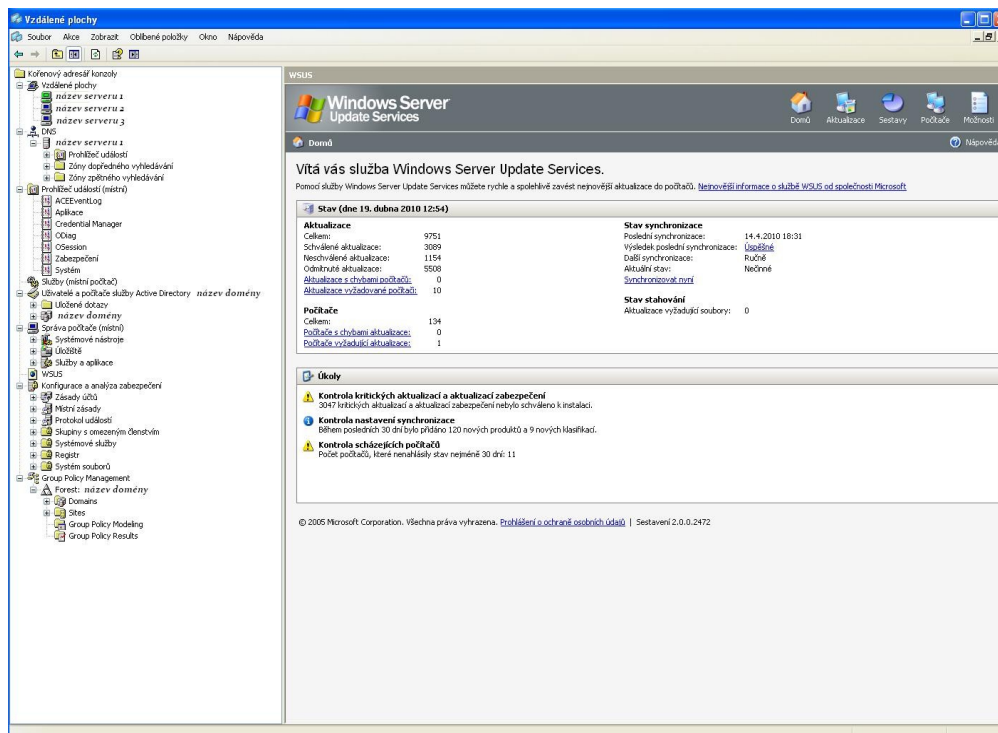 Vzdálené plochy
Soubor Akce Zobrazit Oblíbené položky Okno Nápověda
Kořenový adresář konzoly
Vzdálené plochy
název serveru 1
název serveru 2
název serveru 3
DNS
název serveru 1
Prohlížeč událostí
Zóny dopředného vyhledávání
Zóny zpětného vyhledávání
Prohlížeč událostí (místní)
ACEEventLog
Aplikace
Credential Manager
ODiag
OSession
Zabezpečení
Systém
Služby (místní počítač)
Uživatelé a počítače služby Active Directory název domény
Uložené dotazy
název domény
Správa počítače (místní)
Systémové nástroje
Úložiště
Služby a aplikace
WSUS
Konfigurace a analýza zabezpečení
Zásady účtů
Místní zásady
Protokol událostí
Skupiny s omezeným členstvím
Systémové služby
Registr
Systém souborů
Group Policy Management
Forest: název domény
Domains
Sites
Group Policy Modeling
Group Policy Results
WSUS
Windows Server
Update Services
Domů Aktualizace Sestavy Počítače Možnosti
Domů
Nápověda
Vítá vás služba Windows Server Update Services.
Pomocí služby Windows Server Update Services můžete rychle a spolehlivě zavést nejnovější aktualizace do počítačů. Nejnovější informace o službě WSUS od společnosti Microsoft
Stav (dne 19. dubna 2010 12:54)
Aktualizace
Celkem: 9751
Schválené aktualizace: 3089
Neschválené aktualizace: 1154
Odmítnuté aktualizace: 5508
Aktualizace s chybami počítačů: 0
Aktualizace vyžadované počítači: 10
Počítače
Celkem: 134
Počítače s chybami aktualizace: 0
Počítače vyžadující aktualizace: 1
Stav synchronizace
Poslední synchronizace: 14.4.2010 18:31
Výsledek poslední synchronizace: Úspěšné
Další synchronizace: Ručně
Aktuální stav: Nečinné
Synchronizovat nyní
Stav stahování
Aktualizace vyžadující soubory: 0
Úkoly
Kontrola kritických aktualizací a aktualizací zabezpečení
3047 kritických aktualizací a aktualizací zabezpečení nebylo schváleno k instalaci.
Kontrola nastavení synchronizace
Během posledních 30 dní bylo přidáno 120 nových produktů a 9 nových klasifikací.
Kontrola scházejících počítačů
Počet počítačů, které nenahlásily stav nejméně 30 dní: 11
© 2005 Microsoft Corporation. Všechna práva vyhrazena. Prohlášení o ochraně osobních údajů | Sestavení 2.0.0.2472